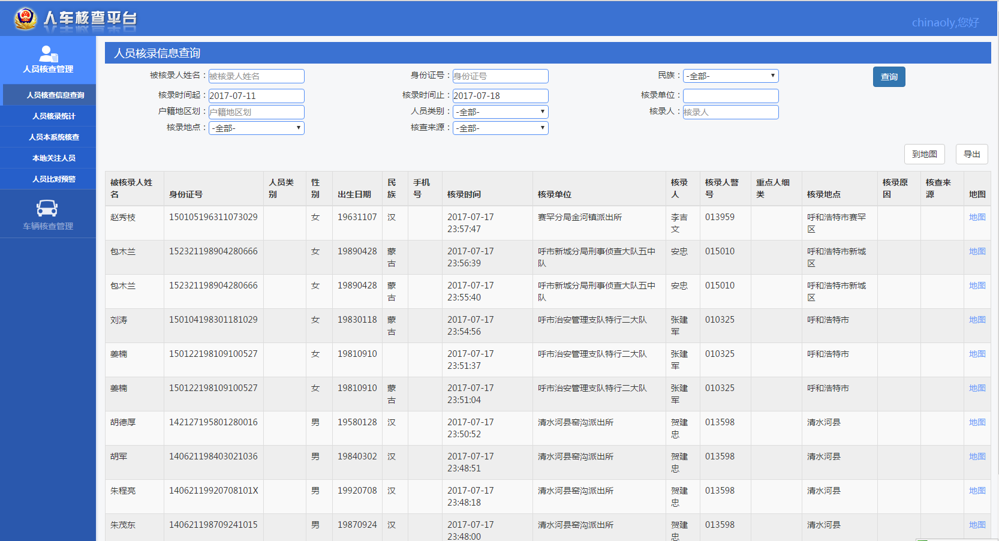 人车核查平台
chinaoly,您好
人员核查管理
人员核查信息查询
人员核录统计
人员本系统核查
本地关注人员
人员比对预警
车辆核查管理
人员核录信息查询
被核录人姓名： 被核录人姓名 身份证号： 身份证号 民族： -全部- 查询
核录时间起： 2017-07-11 核录时间止： 2017-07-18 核录单位：
户籍地区划： 户籍地区划 人员类别： -全部- 核录人： 核录人
核录地点： -全部- 核查来源： -全部-
到地图 导出
被核录人姓名 身份证号 人员类别 性别 出生日期 民族 手机号 核录时间 核录单位 核录人 核录人警号 重点人细类 核录地点 核录原因 核查来源 地图
赵秀枝 150105196311073029 女 19631107 汉 2017-07-17 23:57:47 赛罕分局金河镇派出所 李吉文 013959 呼和浩特市赛罕区 地图
包木兰 152321198904280666 女 19890428 蒙古 2017-07-17 23:56:39 呼市新城分局刑事侦查大队五中队 安忠 015010 呼和浩特市新城区 地图
包木兰 152321198904280666 女 19890428 蒙古 2017-07-17 23:55:40 呼市新城分局刑事侦查大队五中队 安忠 015010 呼和浩特市新城区 地图
刘涛 150104198301181029 女 19830118 蒙古 2017-07-17 23:54:56 呼市治安管理支队特行二大队 张建军 010325 呼和浩特市 地图
姜楠 150122198109100527 女 19810910 2017-07-17 23:51:37 呼市治安管理支队特行二大队 张建军 010325 呼和浩特市 地图
姜楠 150122198109100527 女 19810910 蒙古 2017-07-17 23:51:04 呼市治安管理支队特行二大队 张建军 010325 呼和浩特市 地图
胡德厚 142127195801280016 男 19580128 汉 2017-07-17 23:50:52 清水河县窑沟派出所 贺建忠 013598 清水河县 地图
胡军 140621198403021036 男 19840302 汉 2017-07-17 23:48:51 清水河县窑沟派出所 贺建忠 013598 清水河县 地图
朱程亮 14062119920708101X 男 19920708 汉 2017-07-17 23:48:18 清水河县窑沟派出所 贺建忠 013598 清水河县 地图
朱茂东 140621198709241015 男 19870924 汉 2017-07-17 23:48:00 清水河县窑沟派出所 贺建忠 013598 清水河县 地图